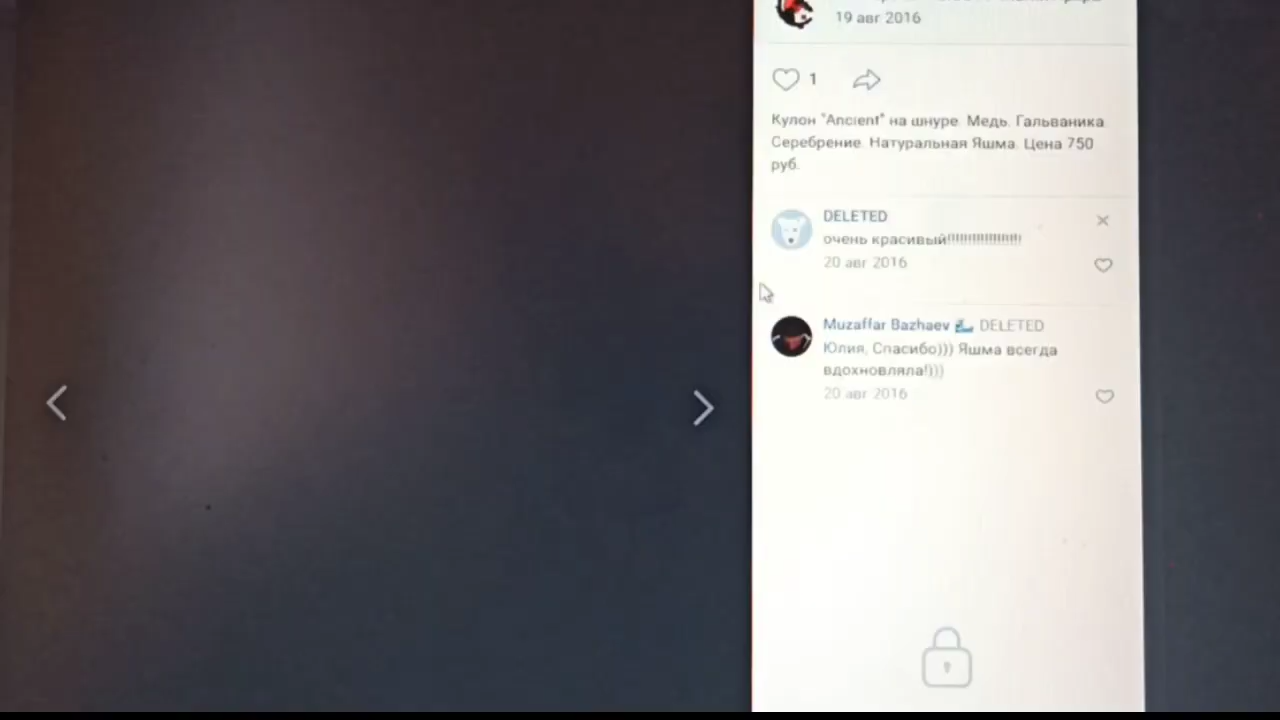 19 авг 2016
1
Кулон "Ancient" на шнуре. Медь. Гальваника.
Серебрение. Натуральная Яшма. Цена 750
руб.
DELETED
очень красивый!!!!!!!!!!!!!!!!!!!!
20 авг 2016
Muzaffar Bazhaev DELETED
Юлия, Спасибо))) Яшма всегда
вдохновляла!)))
20 авг 2016